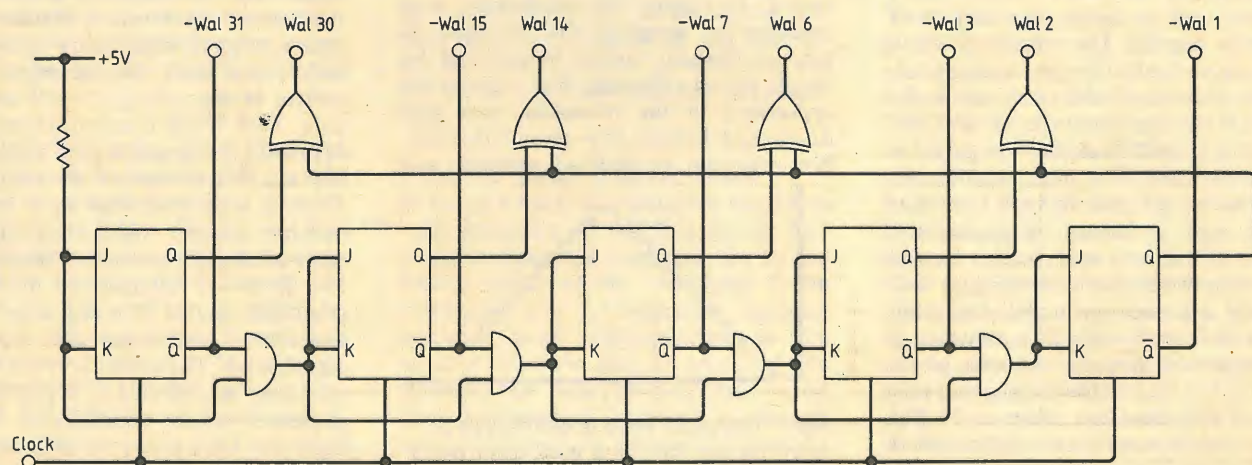 ~Wal 31 Wal 30 ~Wal 15 Wal 14 ~Wal 7 Wal 6 ~Wal 3 Wal 2 ~Wal 1
+5V
J Q J Q J Q J Q J Q
K Q̅ K Q̅ K Q̅ K Q̅ K Q̅
Clock